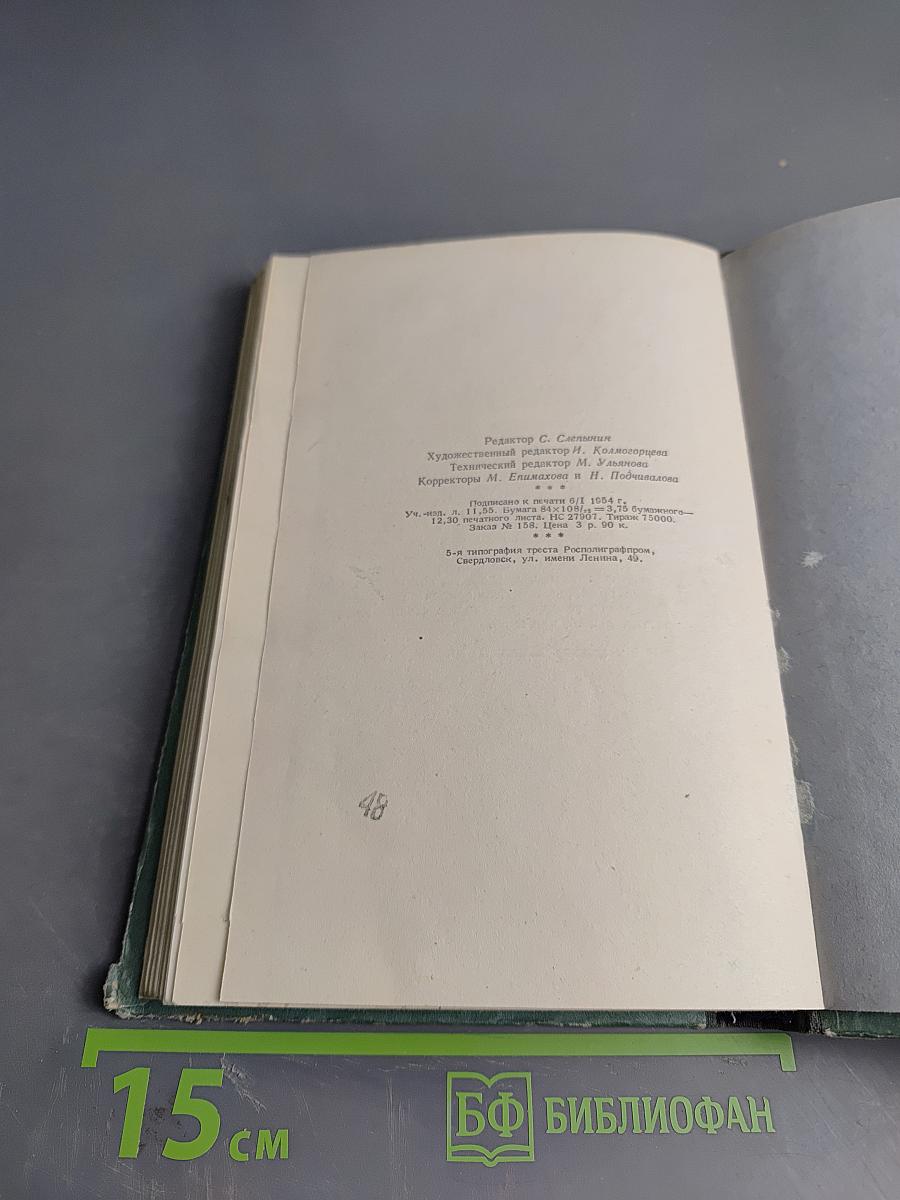 Редактор С. Слепынин
Художественный редактор И. Колмогорцева
Технический редактор М. Ульянова
Корректоры М. Епимахова и Н. Подчивалова
* * *
Подписано к печати 6/I 1954 г.
Уч.-изд. л. 11,55. Бумага 84×108/₃₂=3,75 бумажного—
12,30 печатного листа. НС 27907. Тираж 75000.
Заказ № 158. Цена 3 р. 90 к.
* * *
5-я типография треста Росполиграфпром,
Свердловск, ул. имени Ленина, 49.
48
15 см
БФ БИБЛИОФАН